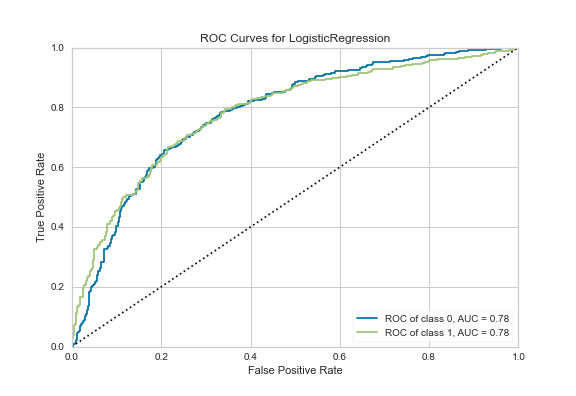 ROC Curves for LogisticRegression
1.0
0.8
0.6
0.4
0.2
0.0
True Positive Rate
0.0 0.2 0.4 0.6 0.8 1.0
False Positive Rate
ROC of class 0, AUC = 0.78
ROC of class 1, AUC = 0.78